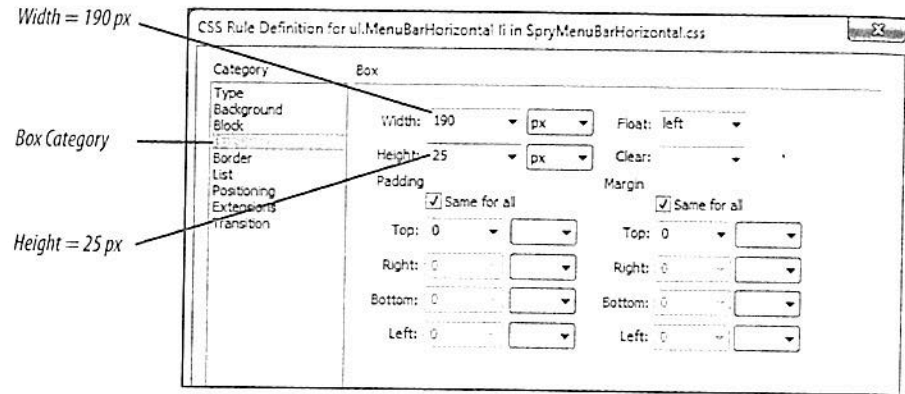 Width = 190 px
CSS Rule Definition for ul.MenuBarHorizontal li in SpryMenuBarHorizontal.css
Category
Box
Type
Background
Block
Box Category
Border
List
Positioning
Extensions
Transition
Height = 25 px
Width: 190 px
Float: left
Height: 25 px
Clear:
Padding
Margin
Same for all
Same for all
Top: 0
Top: 0
Right: 0
Right: 0
Bottom: 0
Bottom: 0
Left: 0
Left: 0